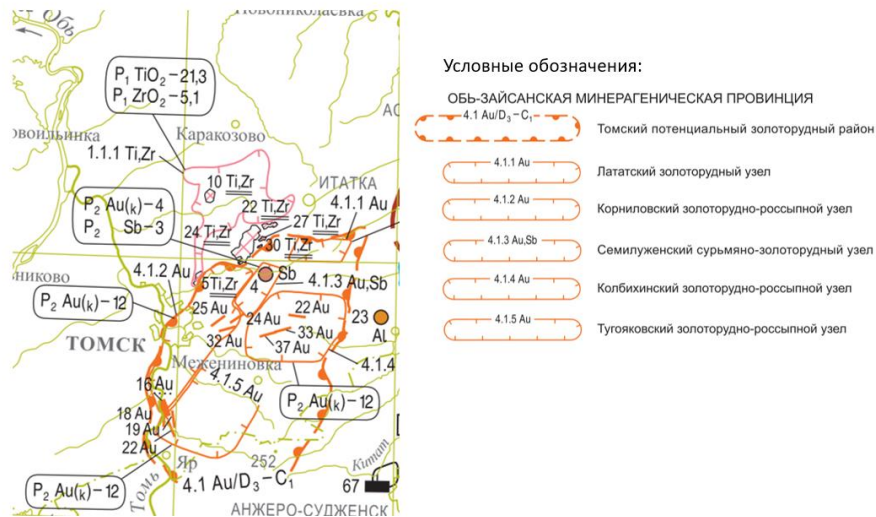 Новониколаевка
Обь
P₁ TiO₂–21,3
P₁ ZrO₂–5,1
Каракозово
1.1.1 Ti,Zr
10 Ti,Zr
ИТАТКА
P₂ Au(k)–4
P₂ Sb–3
22 Ti,Zr
4.1.1 Au
27 Ti,Zr
24 Ti,Zr
30 Ti,Zr
4.1.2 Au
Sb
5Ti,Zr
4
4.1.3 Au,Sb
P₂ Au(k)–12
25 Au
22 Au
24Au
23
Al
ТОМСК
32 Au
33Au
37 Au
Межениновка
4.1.4
4.1.5 Au
16 Au
P₂ Au(k)–12
18 Au
19 Au
22 Au
Яр
252
Китат
P₂ Au(k)–12
Томь
4.1 Au/D₃–C₁
67
АНЖЕРО-СУДЖЕНСК
Условные обозначения:
ОБЬ-ЗАЙСАНСКАЯ МИНЕРАГЕНИЧЕСКАЯ ПРОВИНЦИЯ
4.1 Au/D₃–C₁ Томский потенциальный золоторудный район
4.1.1 Au Лататский золоторудный узел
4.1.2 Au Корниловский золоторудно-россыпной узел
4.1.3 Au,Sb Семилуженский сурьмяно-золоторудный узел
4.1.4 Au Колбихинский золоторудно-россыпной узел
4.1.5 Au Тугояковский золоторудно-россыпной узел